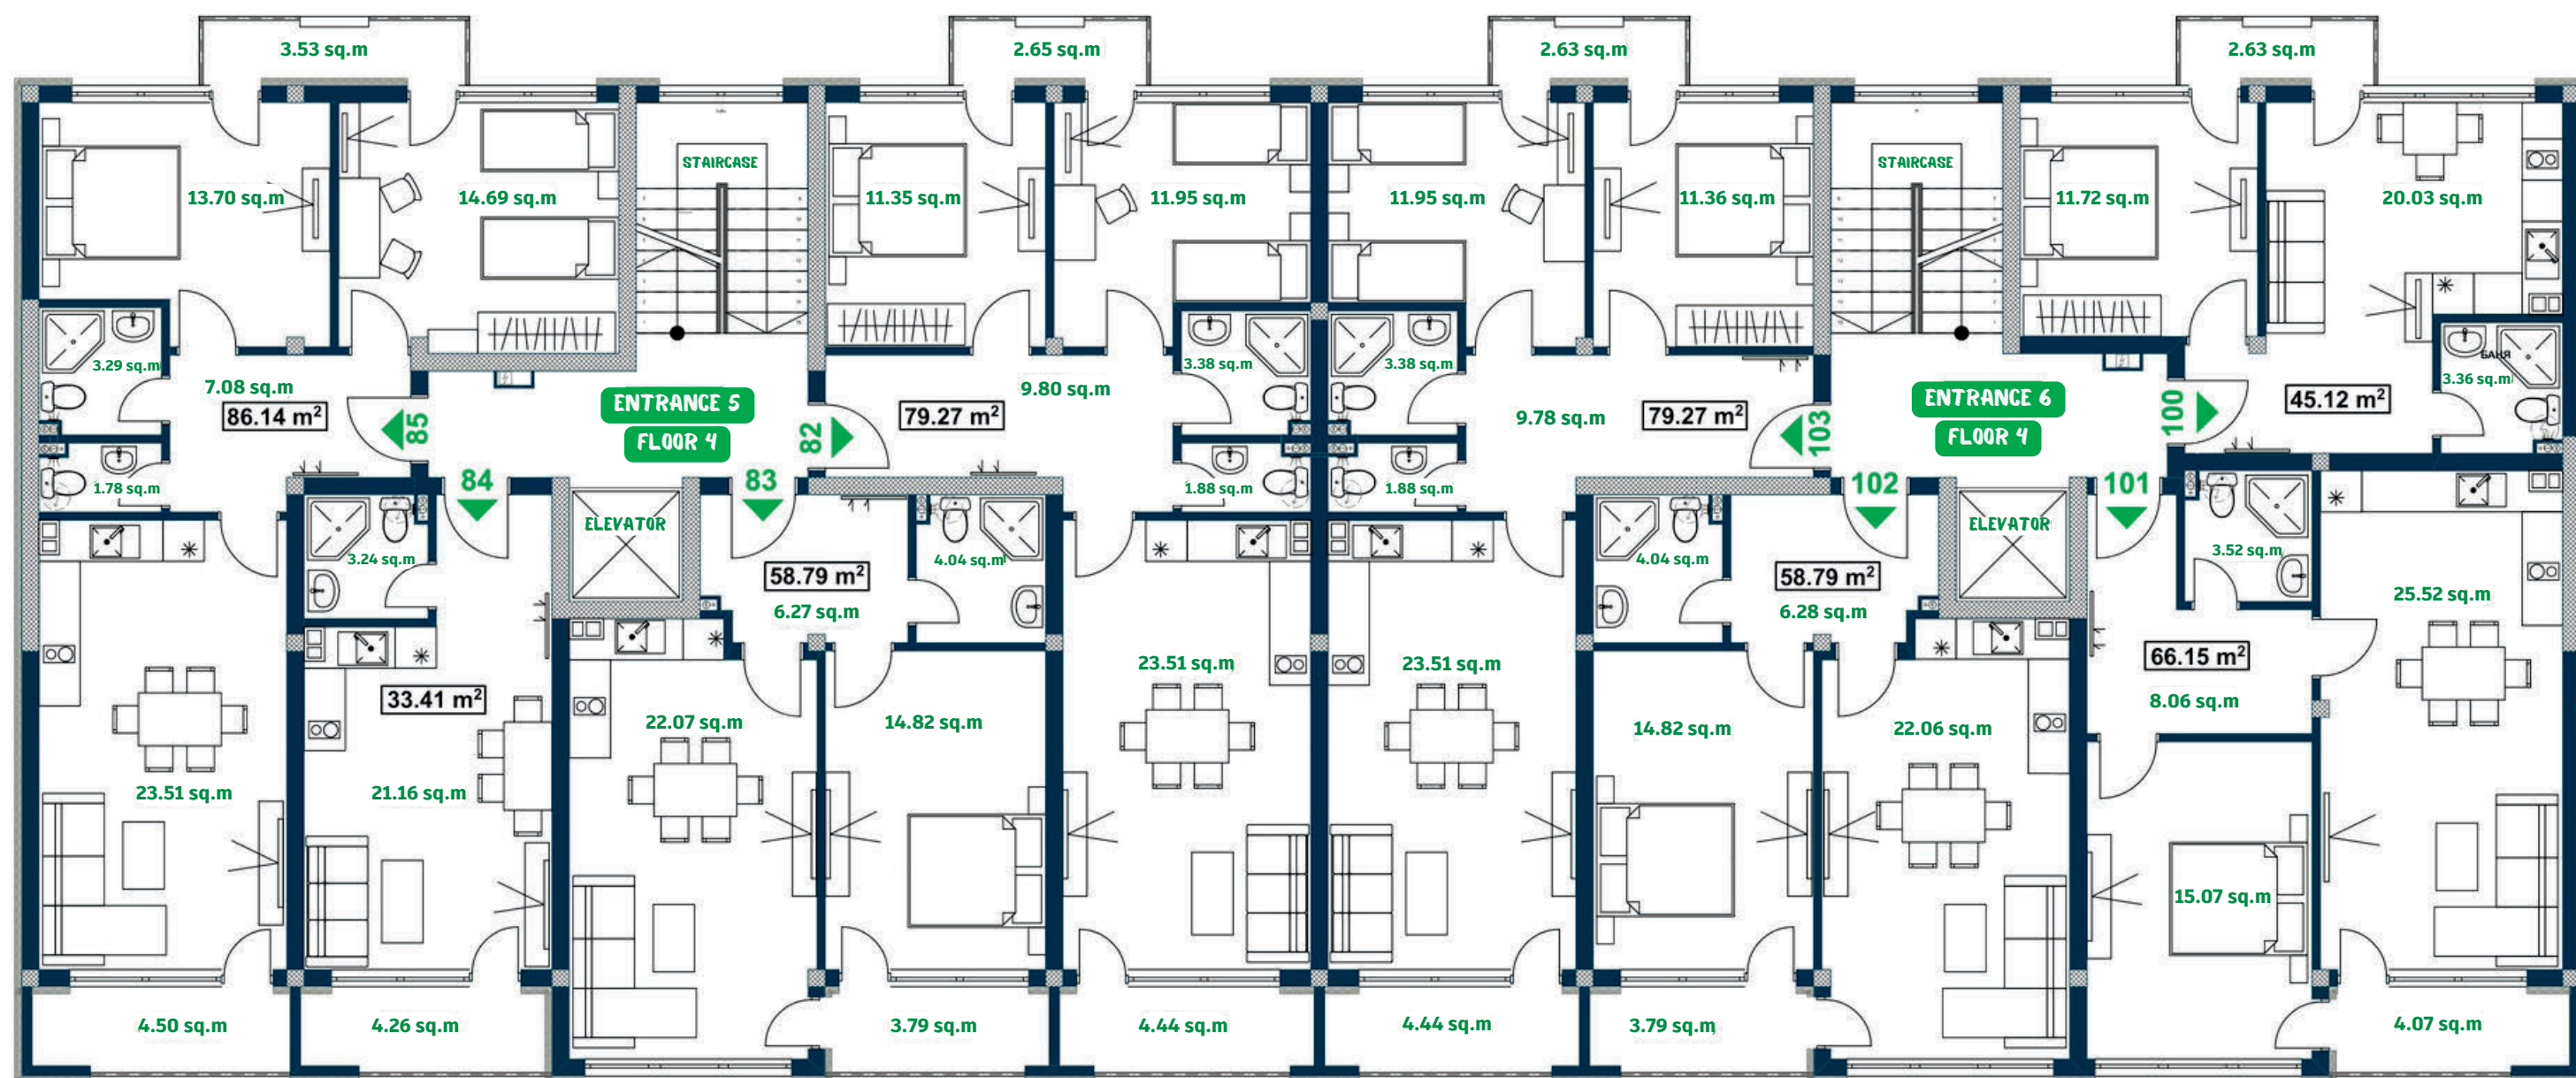 3.53 sq.m
2.65 sq.m
2.63 sq.m
2.63 sq.m
STAIRCASE
STAIRCASE
13.70 sq.m
14.69 sq.m
11.35 sq.m
11.95 sq.m
11.95 sq.m
11.36 sq.m
11.72 sq.m
20.03 sq.m
3.29 sq.m
7.08 sq.m
86.14 m²
85
ENTRANCE 5
FLOOR 4
82
79.27 m²
9.80 sq.m
3.38 sq.m
3.38 sq.m
9.78 sq.m
79.27 m²
103
ENTRANCE 6
FLOOR 4
100
45.12 m²
БАНЯ
3.36 sq.m
1.78 sq.m
84
83
1.88 sq.m
1.88 sq.m
102
101
ELEVATOR
ELEVATOR
3.24 sq.m
58.79 m²
6.27 sq.m
4.04 sq.m
4.04 sq.m
58.79 m²
6.28 sq.m
3.52 sq.m
25.52 sq.m
33.41 m²
22.07 sq.m
14.82 sq.m
23.51 sq.m
23.51 sq.m
14.82 sq.m
22.06 sq.m
66.15 m²
8.06 sq.m
23.51 sq.m
21.16 sq.m
15.07 sq.m
4.50 sq.m
4.26 sq.m
3.79 sq.m
4.44 sq.m
4.44 sq.m
3.79 sq.m
4.07 sq.m